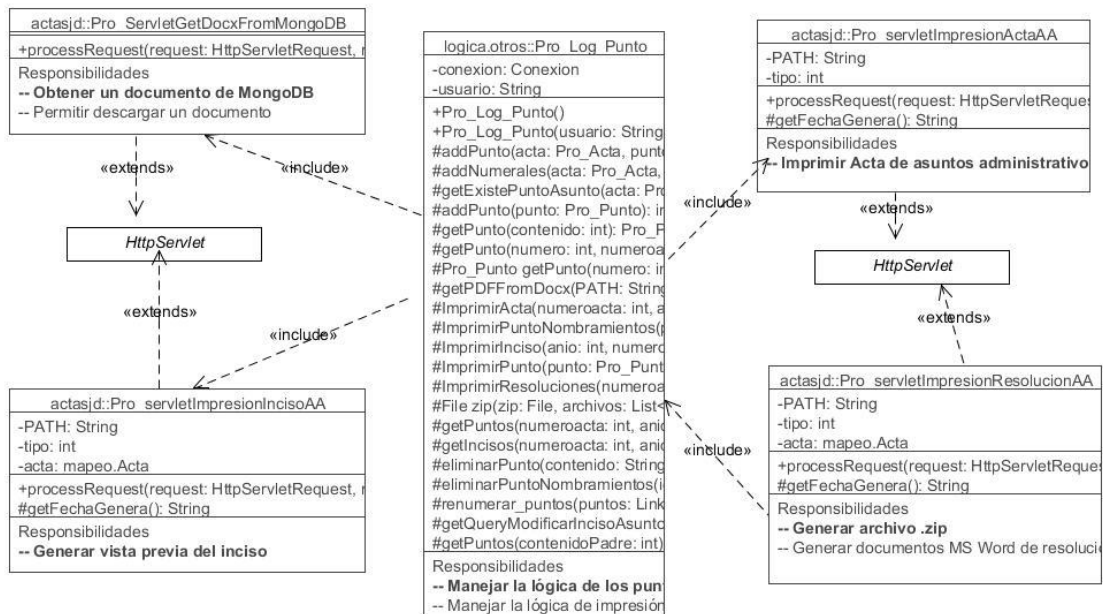 actasjd::Pro_ServletGetDocxFromMongoDB
+processRequest(request: HttpServletRequest, r
Responsibilidades
-- Obtener un documento de MongoDB
-- Permitir descargar un documento
«extends»
«include»
HttpServlet
«extends»
«include»
actasjd::Pro_servletImpresionIncisoAA
-PATH: String
-tipo: int
-acta: mapeo.Acta
+processRequest(request: HttpServletRequest, r
#getFechaGenera(): String
Responsibilidades
-- Generar vista previa del inciso
logica.otros::Pro_Log_Punto
-conexion: Conexion
-usuario: String
+Pro_Log_Punto()
+Pro_Log_Punto(usuario: String
#addPunto(acta: Pro_Acta, punt
#addNumerales(acta: Pro_Acta,
#getExistePuntoAsunto(acta: Pro
#addPunto(punto: Pro_Punto): in
#getPunto(contenido: int): Pro_P
#getPunto(numero: int, numeroa
#Pro_Punto getPunto(numero: in
#getPDFFromDocx(PATH: String
#ImprimirActa(numeroacta: int, a
#ImprimirPuntoNombramientos(p
#ImprimirInciso(anio: int, numero
#ImprimirPunto(punto: Pro_Punt
#ImprimirResoluciones(numeroa
#File zip(zip: File, archivos: List<
#getPuntos(numeroacta: int, anio
#getIncisos(numeroacta: int, anio
#eliminarPunto(contenido: String
#eliminarPuntoNombramientos(i
#renumerar_puntos(puntos: Link
#getQueryModificarIncisoAsunto
#getPuntos(contenidoPadre: int)
Responsibilidades
-- Manejar la lógica de los pun
-- Manejar la lógica de impresión
actasjd::Pro_servletImpresionActaAA
-PATH: String
-tipo: int
+processRequest(request: HttpServletReques
#getFechaGenera(): String
Responsibilidades
-- Imprimir Acta de asuntos administrativo
«include»
«extends»
HttpServlet
«extends»
«include»
actasjd::Pro_servletImpresionResolucionAA
-PATH: String
-tipo: int
-acta: mapeo.Acta
+processRequest(request: HttpServletReques
#getFechaGenera(): String
Responsibilidades
-- Generar archivo .zip
-- Generar documentos MS Word de resoluci